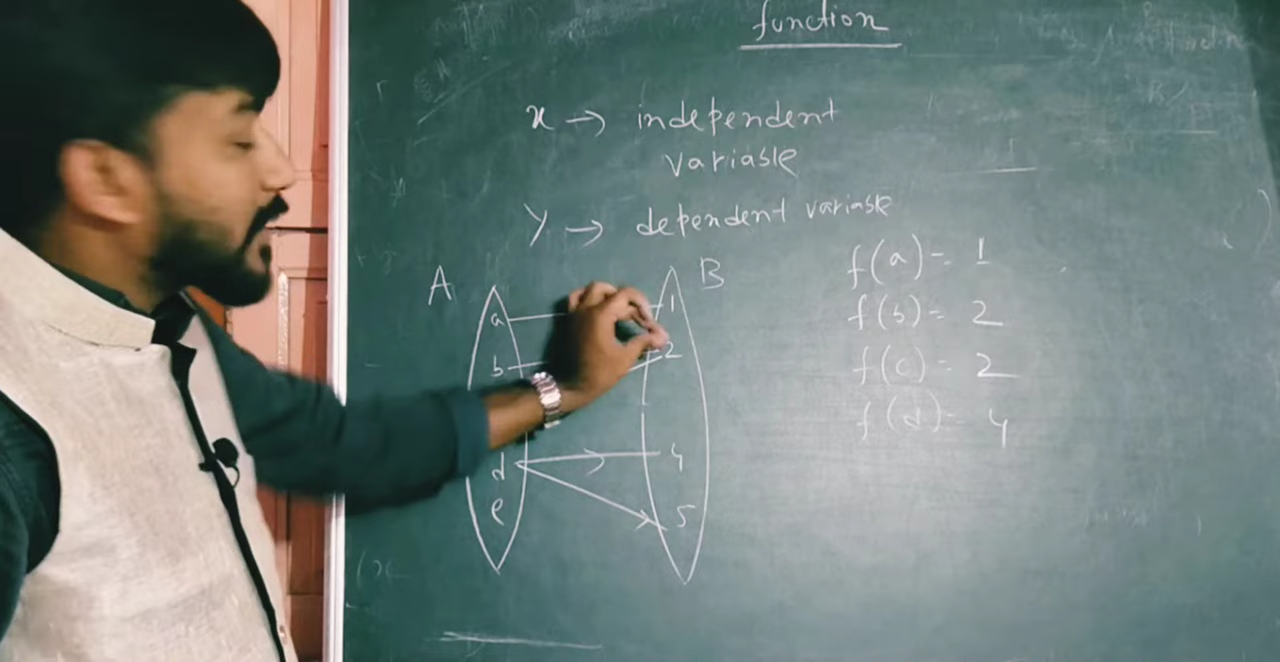 function
x → independent
variable
y → dependent variable
A B
a 1
b 2
d 4
e 5
f(a) = 1
f(b) = 2
f(c) = 2
f(d) = 4